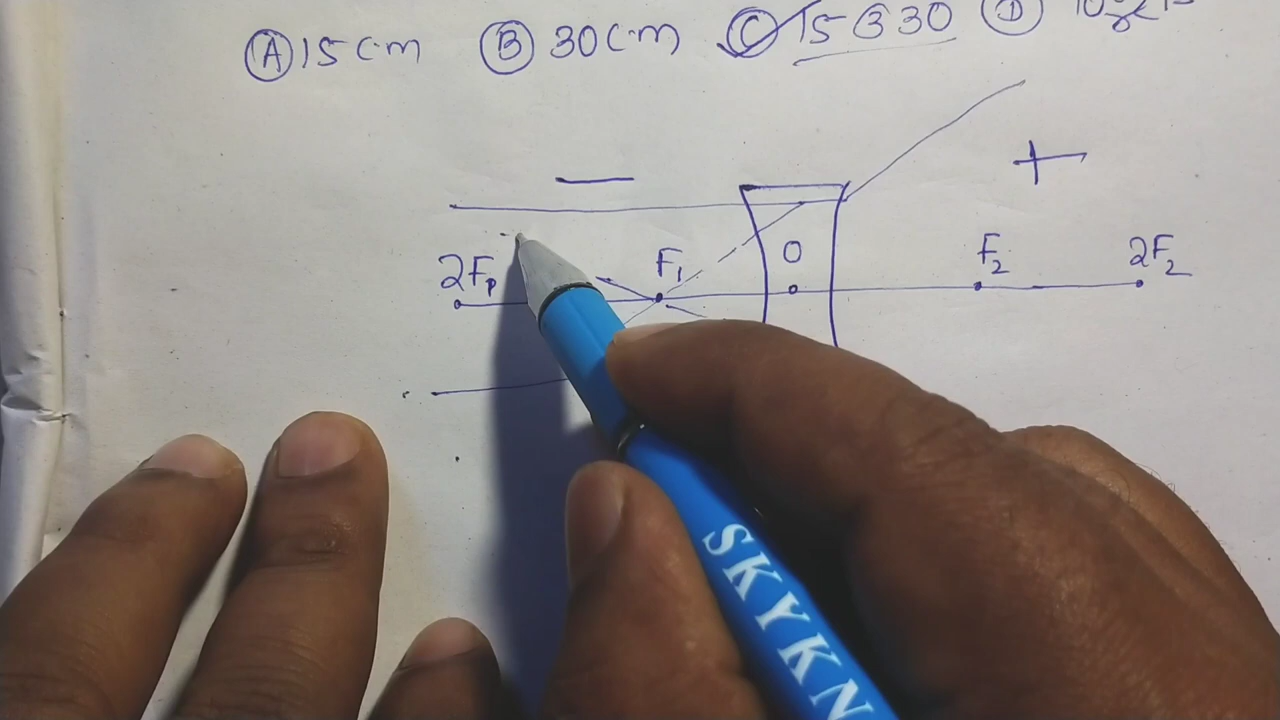 Ⓐ 15 cm Ⓑ 30 cm Ⓒ 15 & 30 Ⓓ
— +
2F₁ F₁ O F₂ 2F₂
SKYKN